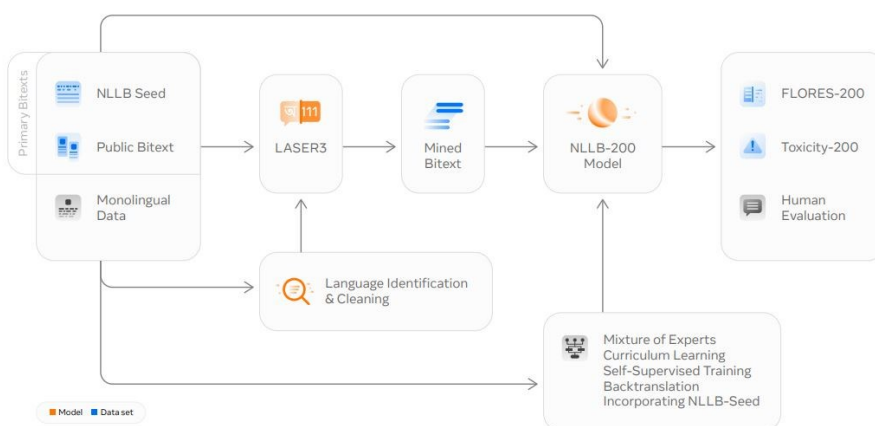 Primary Bitexts
NLLB Seed
Public Bitext
Monolingual
Data
LASER3
111
Mined
Bitext
NLLB-200
Model
FLORES-200
Toxicity-200
Human
Evaluation
Language Identification
& Cleaning
Mixture of Experts
Curriculum Learning
Self-Supervised Training
Backtranslation
Incorporating NLLB-Seed
Model
Data set